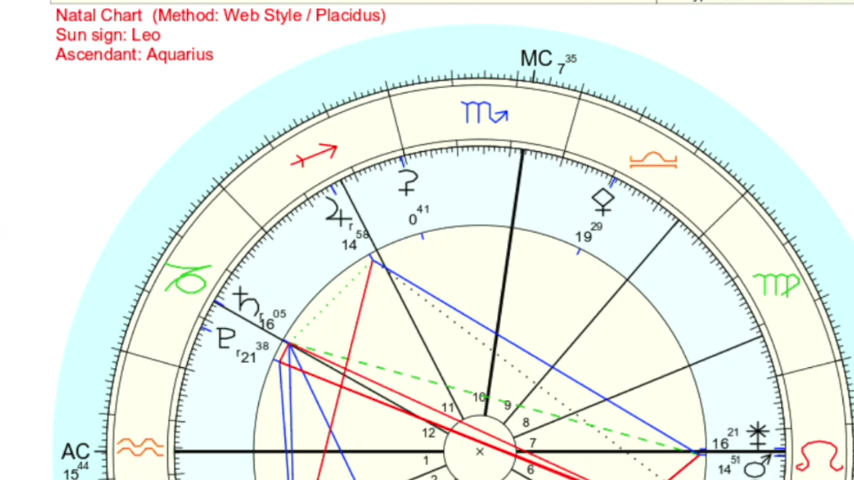 Natal Chart (Method: Web Style / Placidus)
Sun sign: Leo
Ascendant: Aquarius
MC 7 35
♏
♐
♎
⚳
0 41
⚴
19 29
♃ r 58
14
♑
♍
♄ r 05
16
♇ r 21 38
11
10
9
8
12
7
16 21
AC
15 44
♒
1
6
14 51 ♂
♌
2